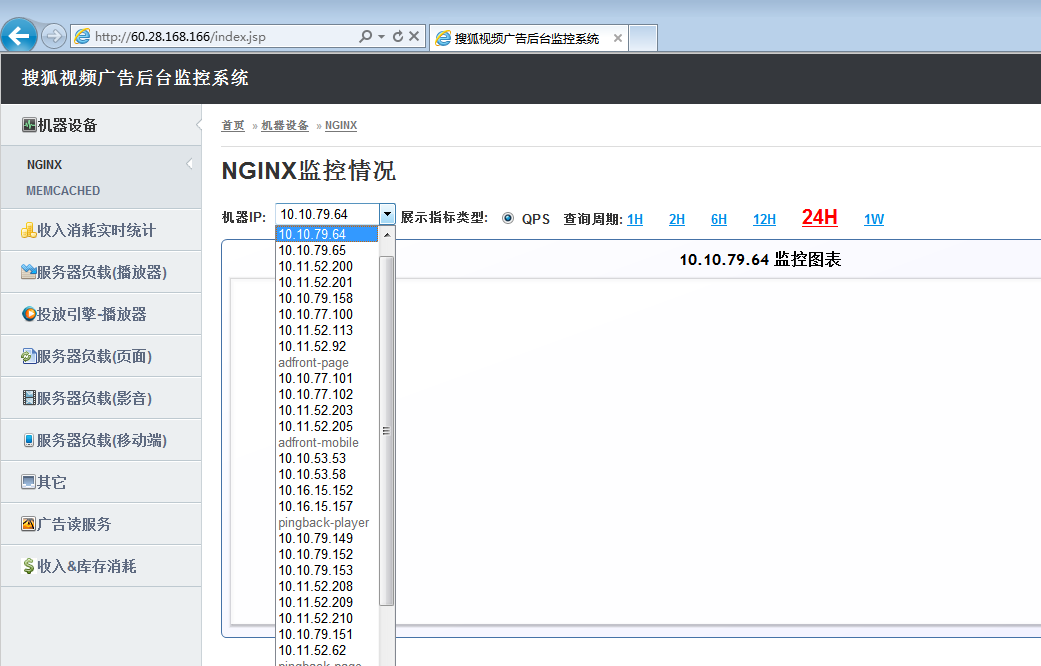 http://60.28.168.166/index.jsp
搜狐视频广告后台监控系统
搜狐视频广告后台监控系统
机器设备
NGINX
MEMCACHED
收入消耗实时统计
服务器负载(播放器)
投放引擎-播放器
服务器负载(页面)
服务器负载(影音)
服务器负载(移动端)
其它
广告读服务
收入&库存消耗
首页 » 机器设备 » NGINX
NGINX监控情况
机器IP: 10.10.79.64 展示指标类型: QPS 查询周期: 1H 2H 6H 12H 24H 1W
10.10.79.64 监控图表
10.10.79.64
10.10.79.65
10.11.52.200
10.11.52.201
10.10.79.158
10.10.77.100
10.11.52.113
10.11.52.92
adfront-page
10.10.77.101
10.10.77.102
10.11.52.203
10.11.52.205
adfront-mobile
10.10.53.53
10.10.53.58
10.16.15.152
10.16.15.157
pingback-player
10.10.79.149
10.10.79.152
10.10.79.153
10.11.52.208
10.11.52.209
10.11.52.210
10.10.79.151
10.11.52.62
pingback-page